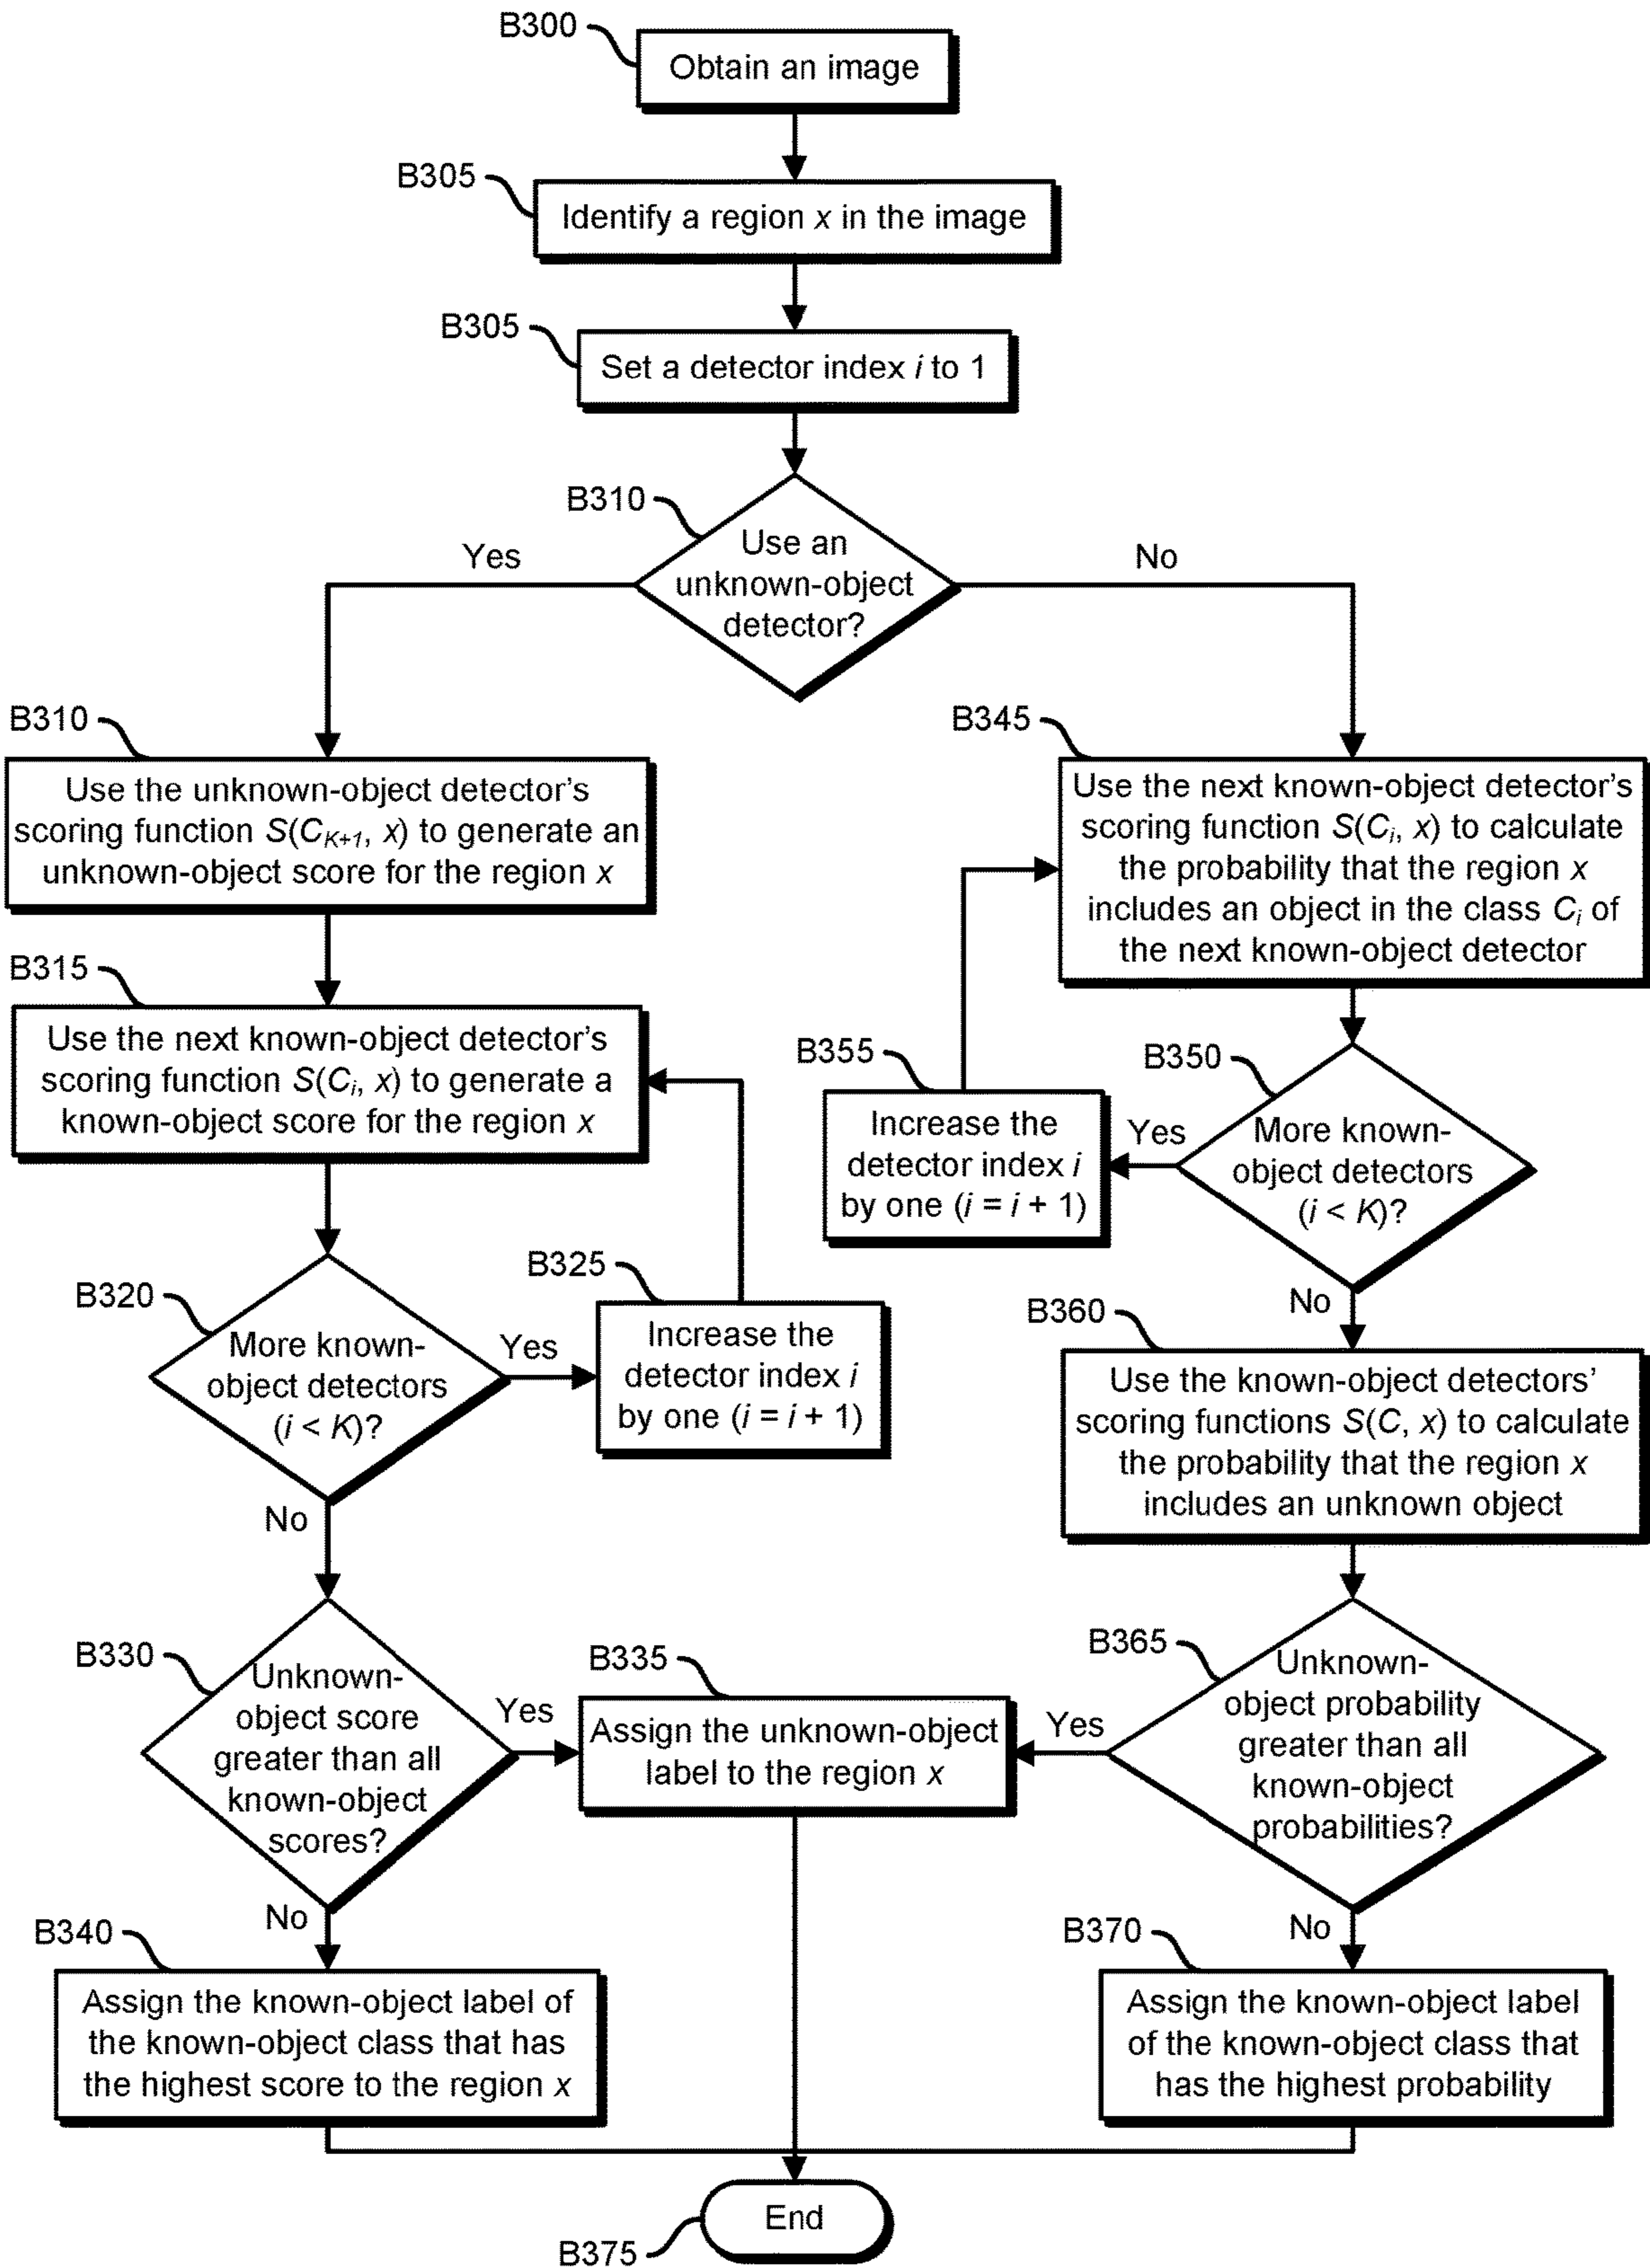 B300
Obtain an image
B305
Identify a region x in the image
B305
Set a detector index i to 1
B310
Use an
unknown-object
detector?
Yes
No
B310
Use the unknown-object detector's
scoring function S(C_{K+1}, x) to generate an
unknown-object score for the region x
B315
Use the next known-object detector's
scoring function S(C_i, x) to generate a
known-object score for the region x
B320
More known-
object detectors
(i < K)?
Yes
B325
Increase the
detector index i
by one (i = i + 1)
No
B330
Unknown-
object score
greater than all
known-object
scores?
Yes
B335
Assign the unknown-object
label to the region x
No
B340
Assign the known-object label of
the known-object class that has
the highest score to the region x
B345
Use the next known-object detector's
scoring function S(C_i, x) to calculate
the probability that the region x
includes an object in the class C_i of
the next known-object detector
B350
More known-
object detectors
(i < K)?
Yes
B355
Increase the
detector index i
by one (i = i + 1)
No
B360
Use the known-object detectors'
scoring functions S(C, x) to calculate
the probability that the region x
includes an unknown object
B365
Unknown-
object probability
greater than all
known-object
probabilities?
Yes
No
B370
Assign the known-object label
of the known-object class that
has the highest probability
End
B375